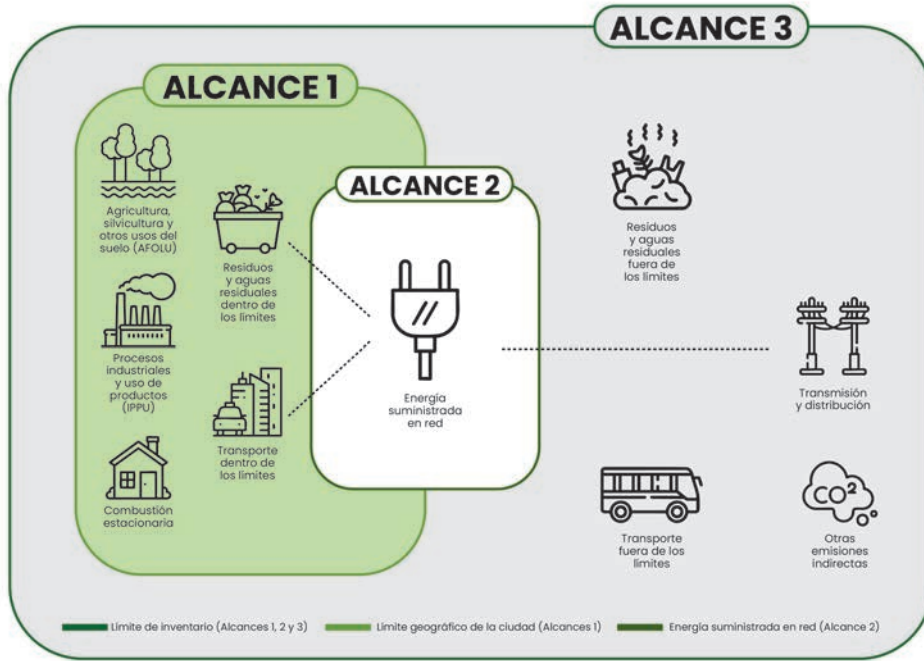 ALCANCE 3
ALCANCE 1
Agricultura,
silvicultura y
otros usos del
suelo (AFOLU)
Residuos
y aguas
residuales
dentro de
los límites
Procesos
industriales
y uso de
productos
(IPPU)
Transporte
dentro de
los límites
Combustión
estacionaria
ALCANCE 2
Energía
suministrada
en red
Residuos
y aguas
residuales
fuera de
los límites
Transmisión
y distribución
Transporte
fuera de los
límites
CO²
Otras
emisiones
indirectas
Límite de inventario (Alcances 1, 2 y 3)
Límite geográfico de la ciudad (Alcances 1)
Energía suministrada en red (Alcance 2)